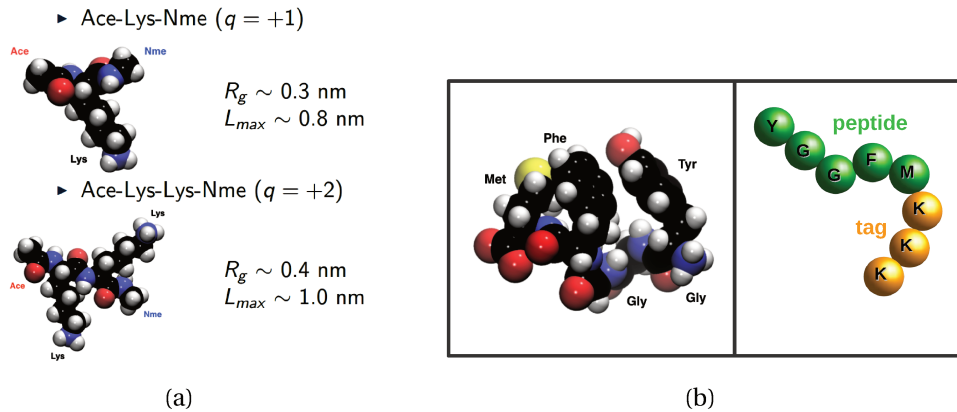 ► Ace-Lys-Nme (q = +1)
Ace
Nme
Lys
R_g ∼ 0.3 nm
L_max ∼ 0.8 nm
► Ace-Lys-Lys-Nme (q = +2)
Lys
Ace
Nme
Lys
R_g ∼ 0.4 nm
L_max ∼ 1.0 nm
(a)
Phe
Tyr
Met
Gly
Gly
Y
G
G
F
M
peptide
K
K
K
tag
(b)